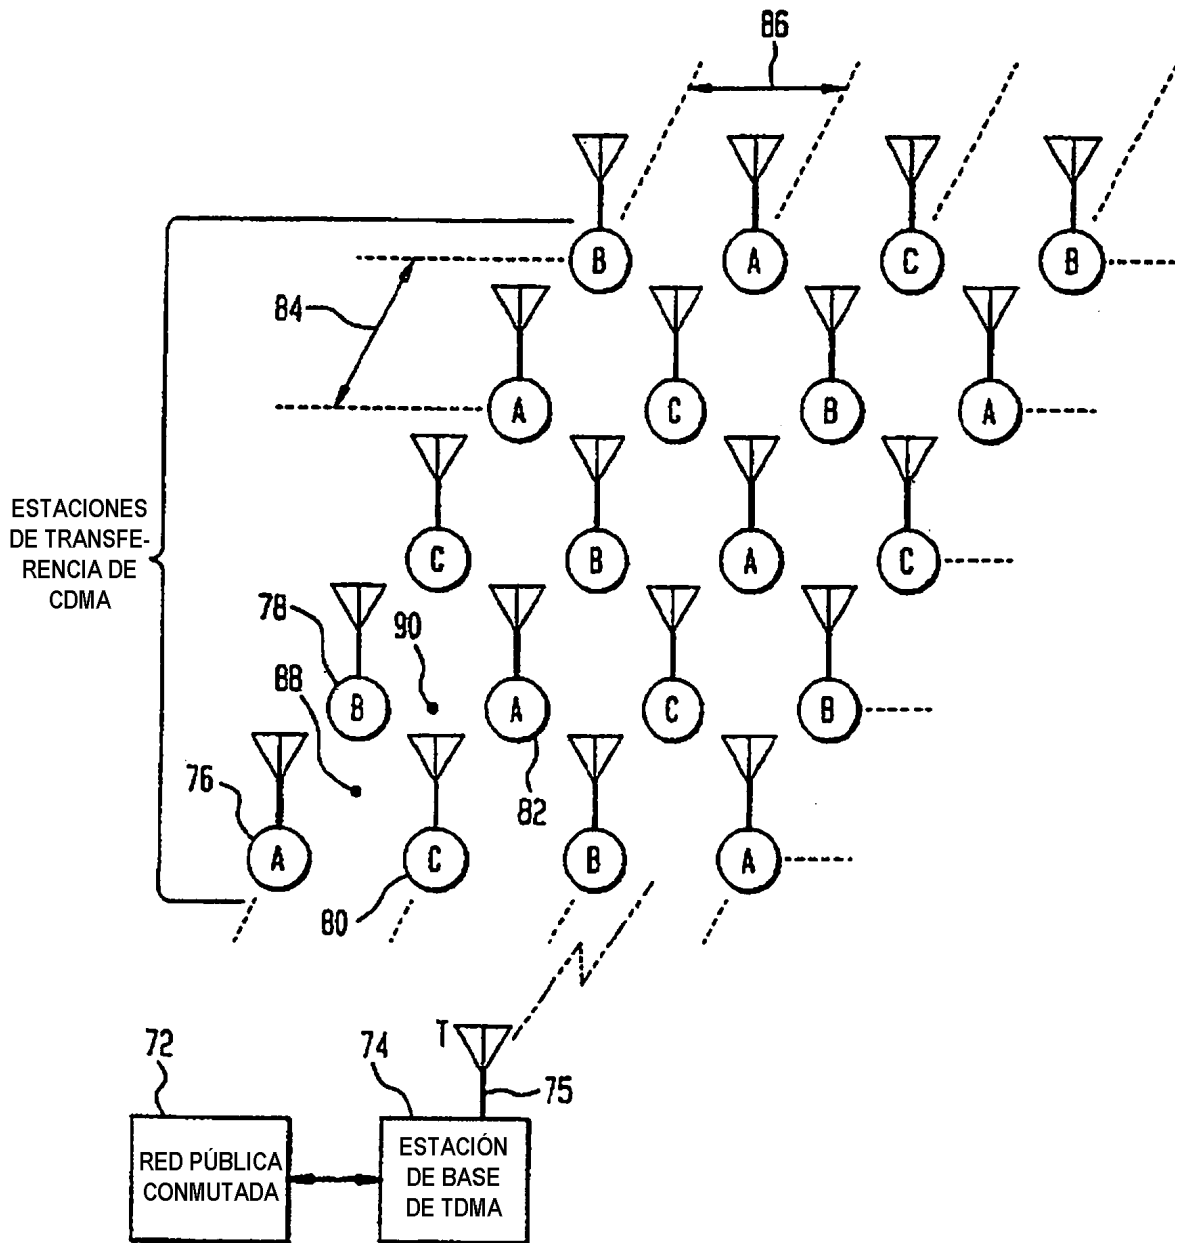 86
B A C B
84
A C B A
ESTACIONES
DE TRANSFE-
RENCIA DE
CDMA
C B A C
78
90
88
B A C B
76
82
A C B A
80
T
72
74
75
RED PÚBLICA
CONMUTADA
ESTACIÓN
DE BASE
DE TDMA